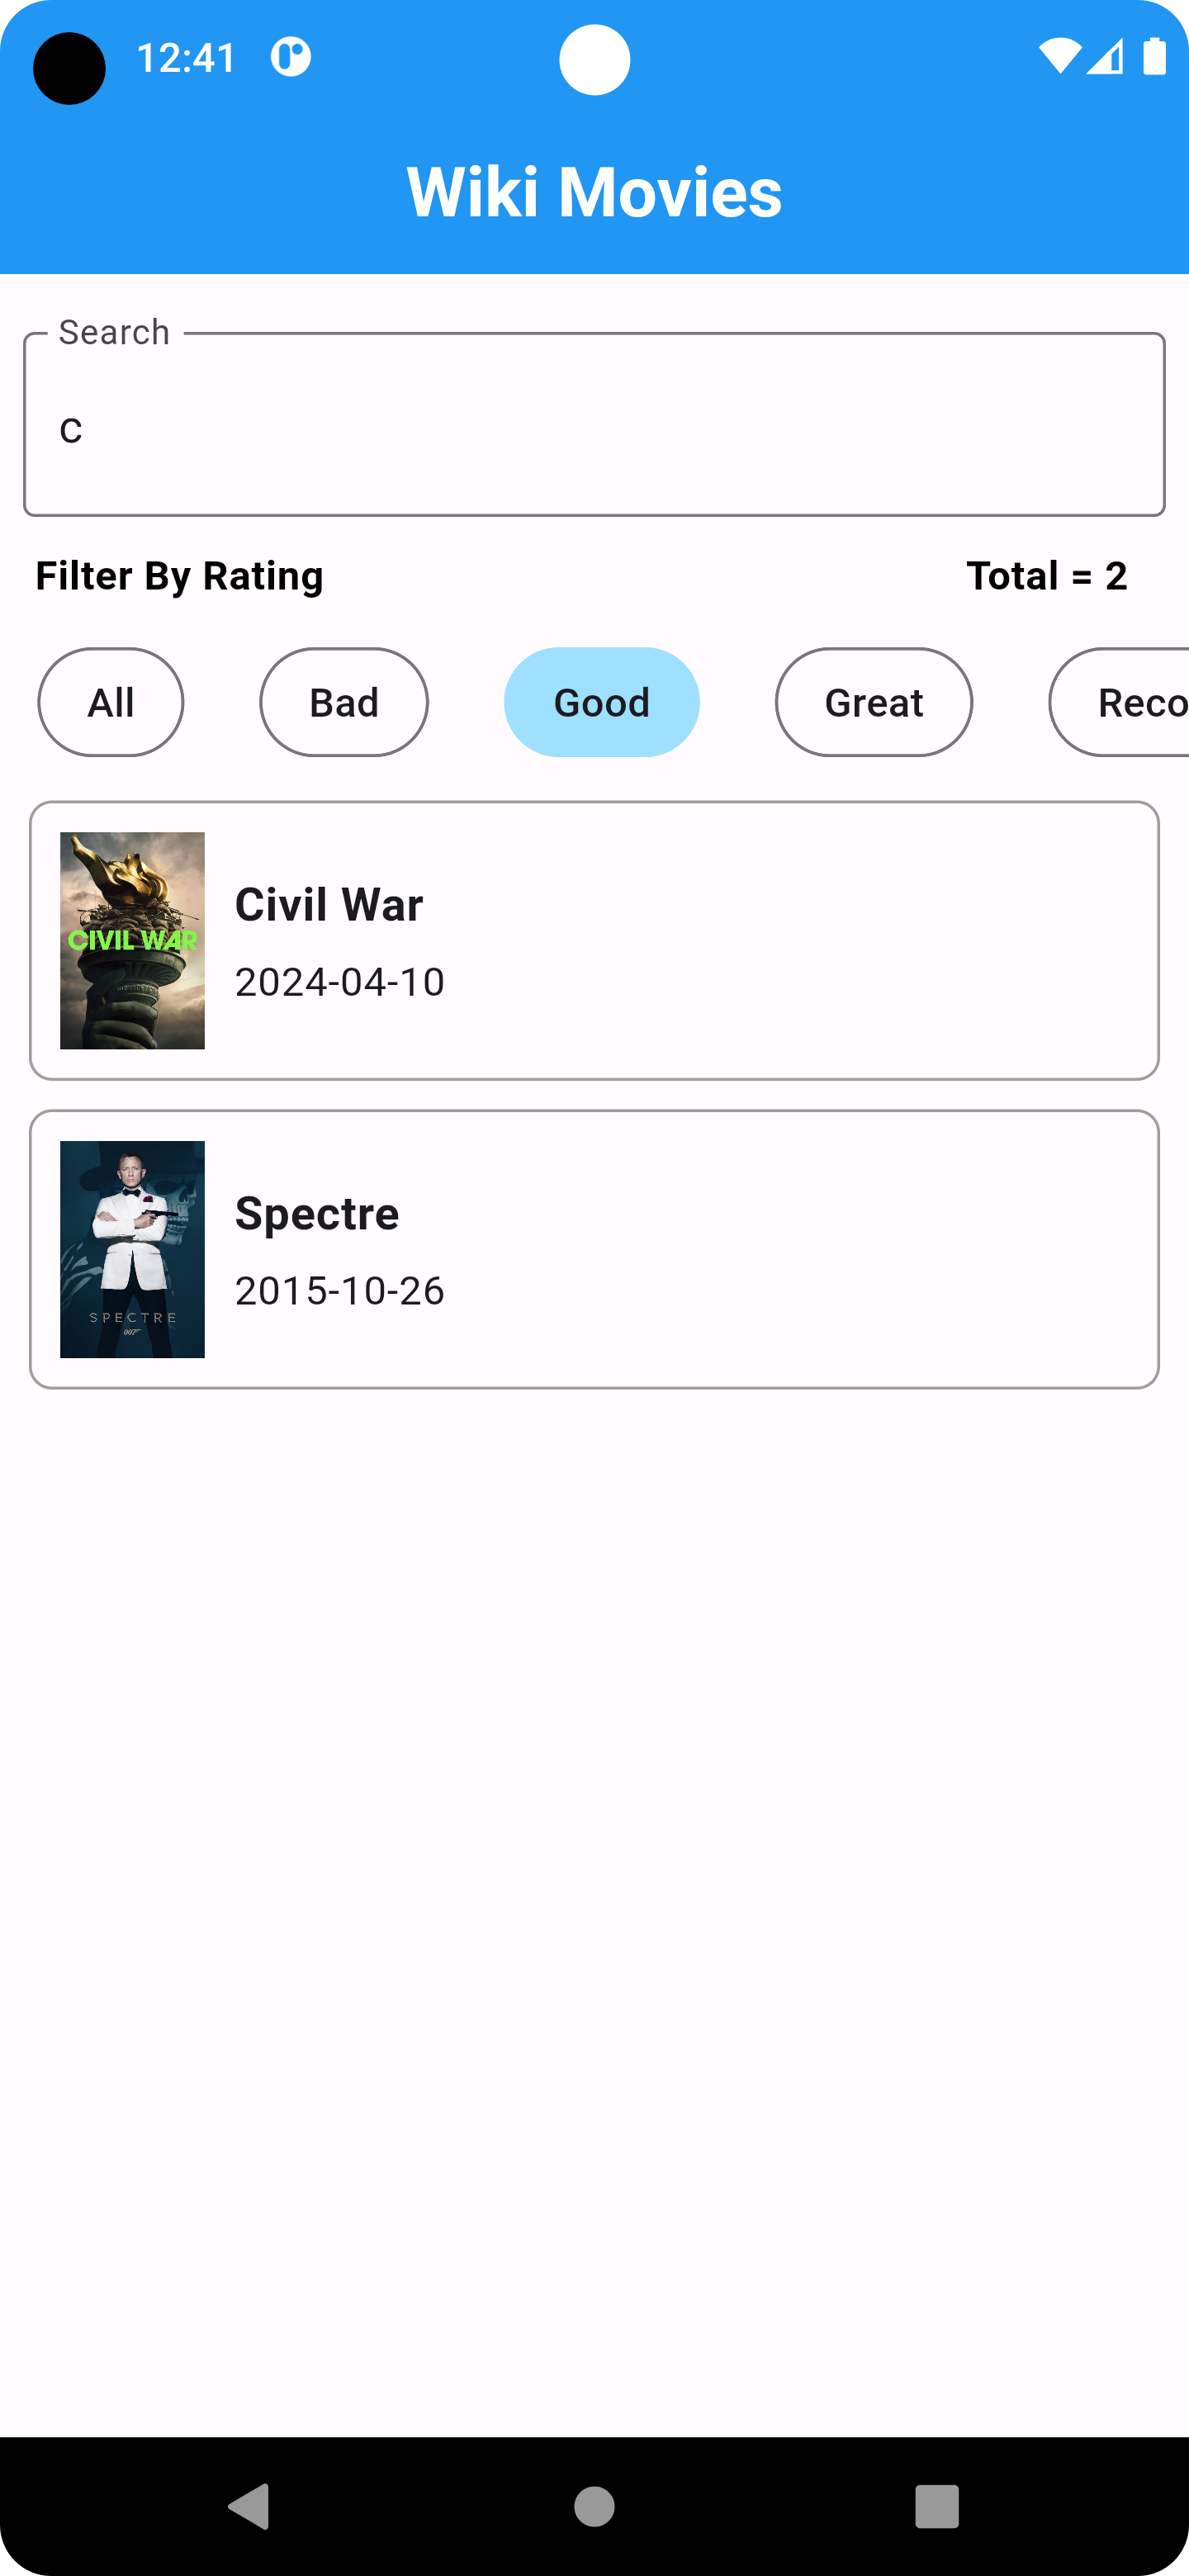 12:41
Wiki Movies
Search
c
Filter By Rating
Total = 2
All
Bad
Good
Great
Reco
CIVIL WAR
Civil War
2024-04-10
SPECTRE
007
Spectre
2015-10-26